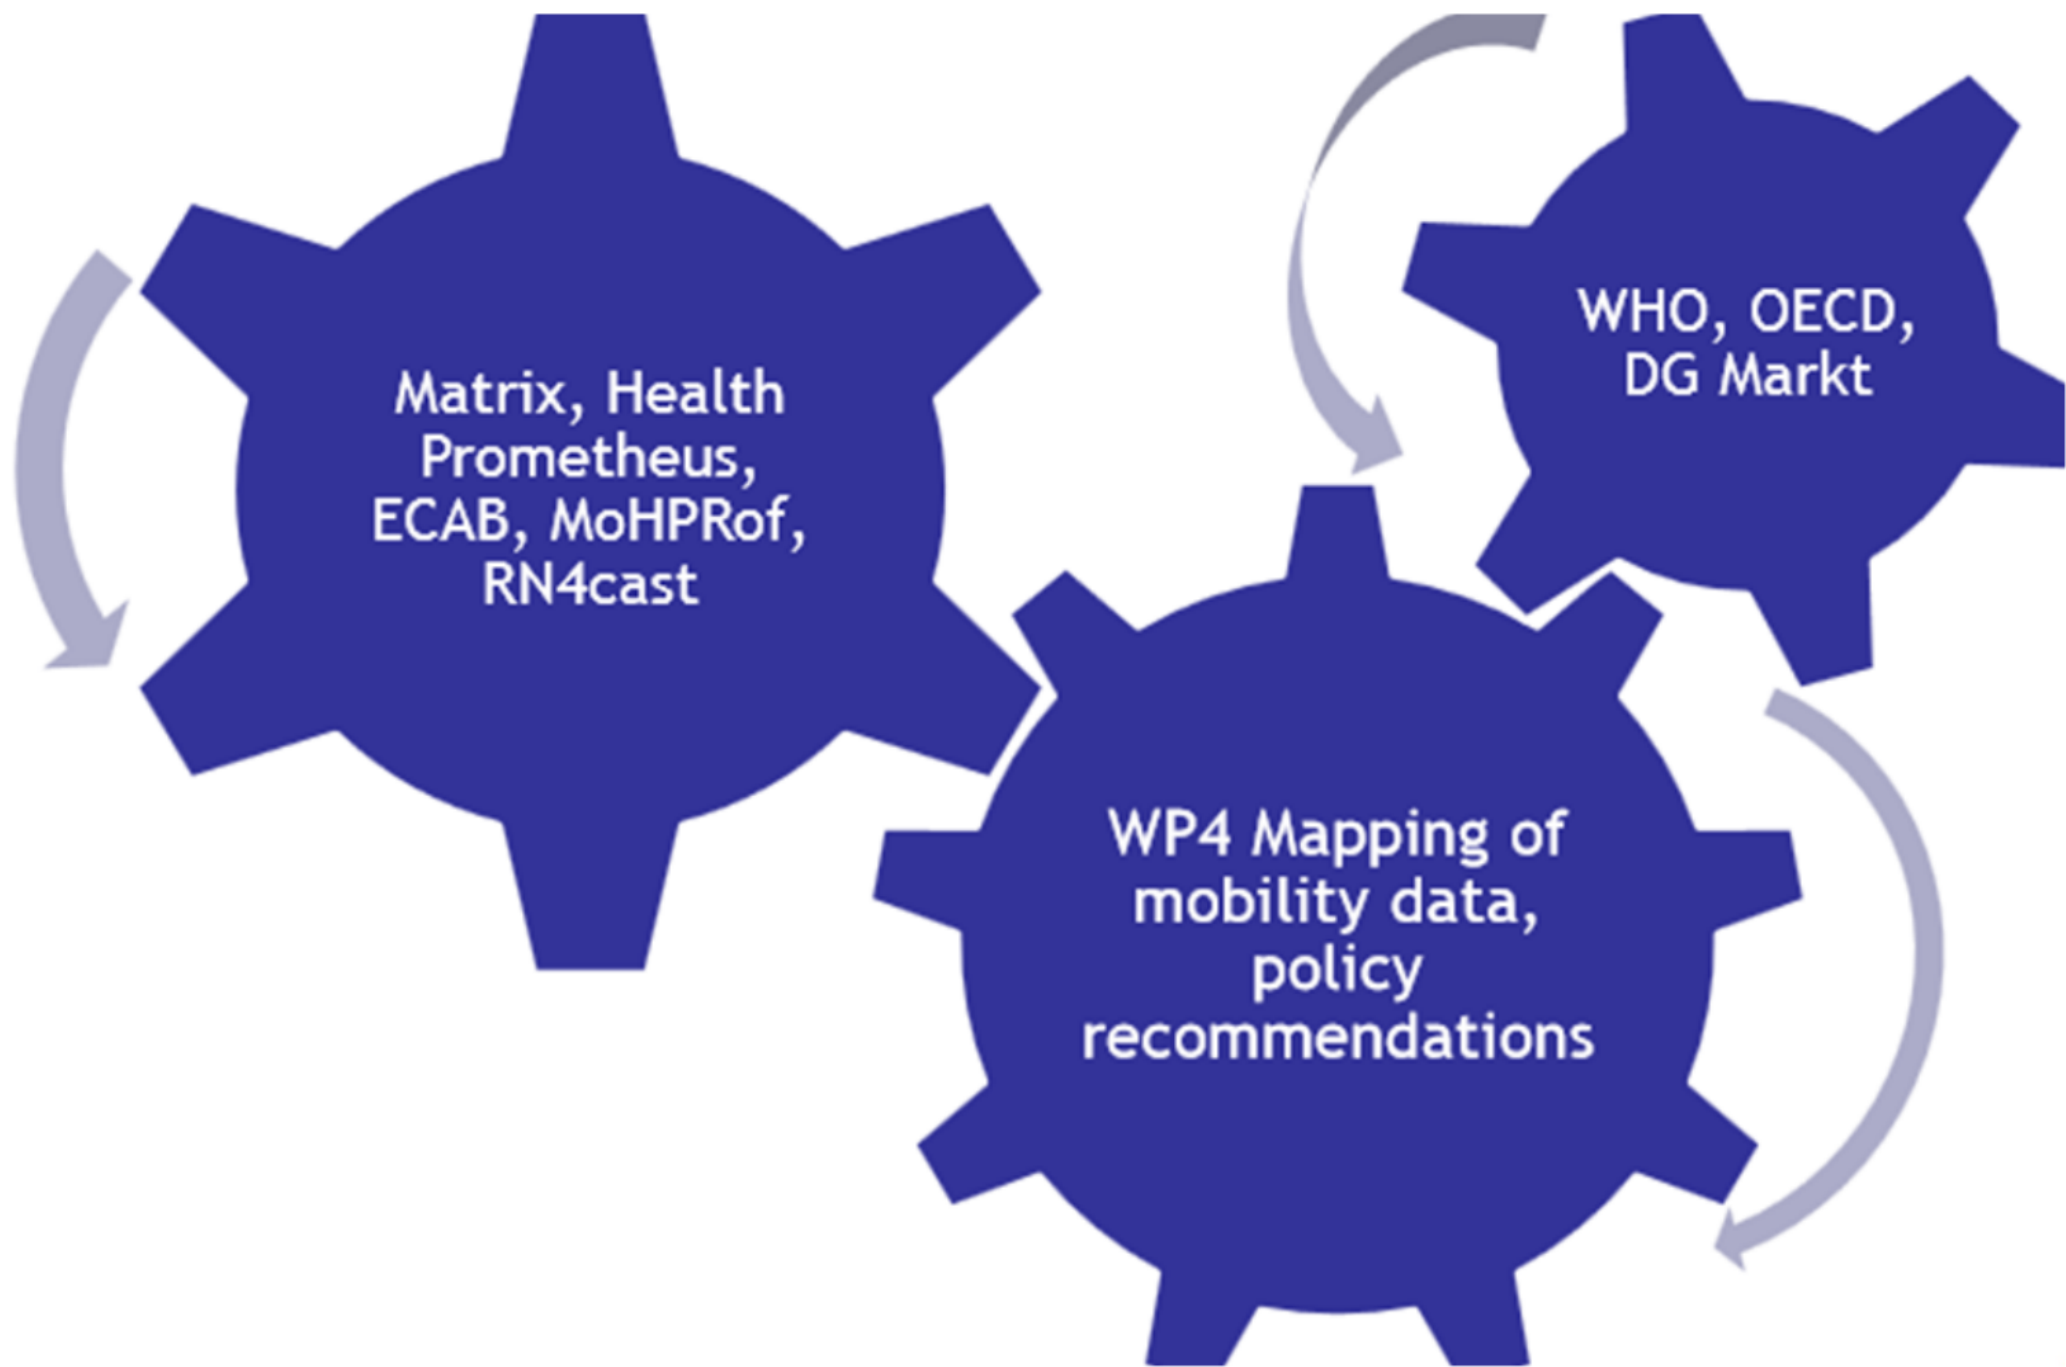 Matrix, Health
Prometheus,
ECAB, MoHPRof,
RN4cast
WHO, OECD,
DG Markt
WP4 Mapping of
mobility data,
policy
recommendations